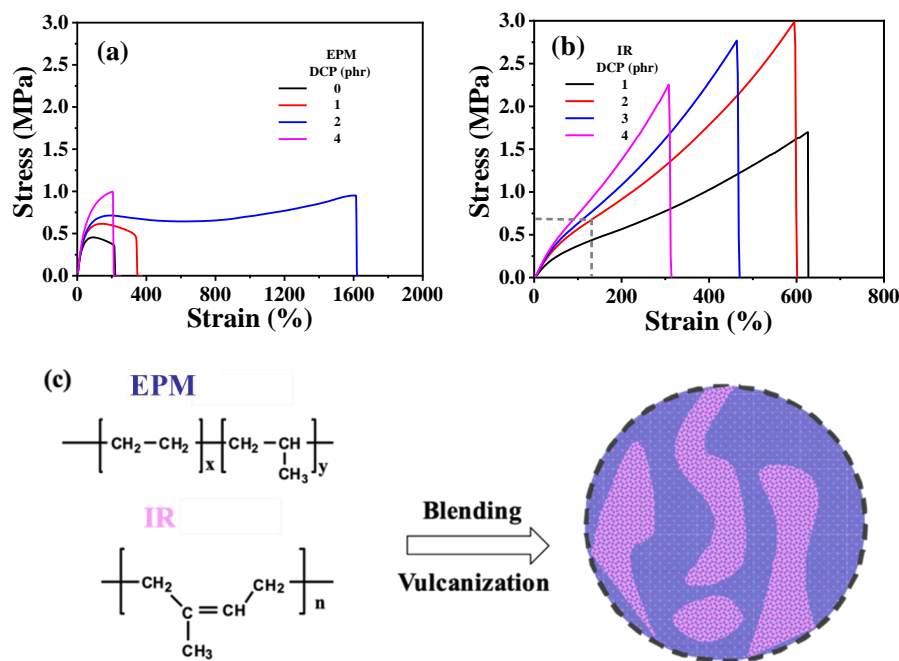 (a)
EPM
DCP (phr)
0
1
2
4
3.0
2.5
2.0
1.5
1.0
0.5
0.0
0 400 800 1200 1600 2000
Stress (MPa)
Strain (%)
(b)
IR
DCP (phr)
1
2
3
4
3.0
2.5
2.0
1.5
1.0
0.5
0.0
0 200 400 600 800
Stress (MPa)
Strain (%)
(c)
EPM
CH2—CH2 x CH2—CH y
CH3
IR
CH2 CH2
C=CH n
CH3
Blending
Vulcanization